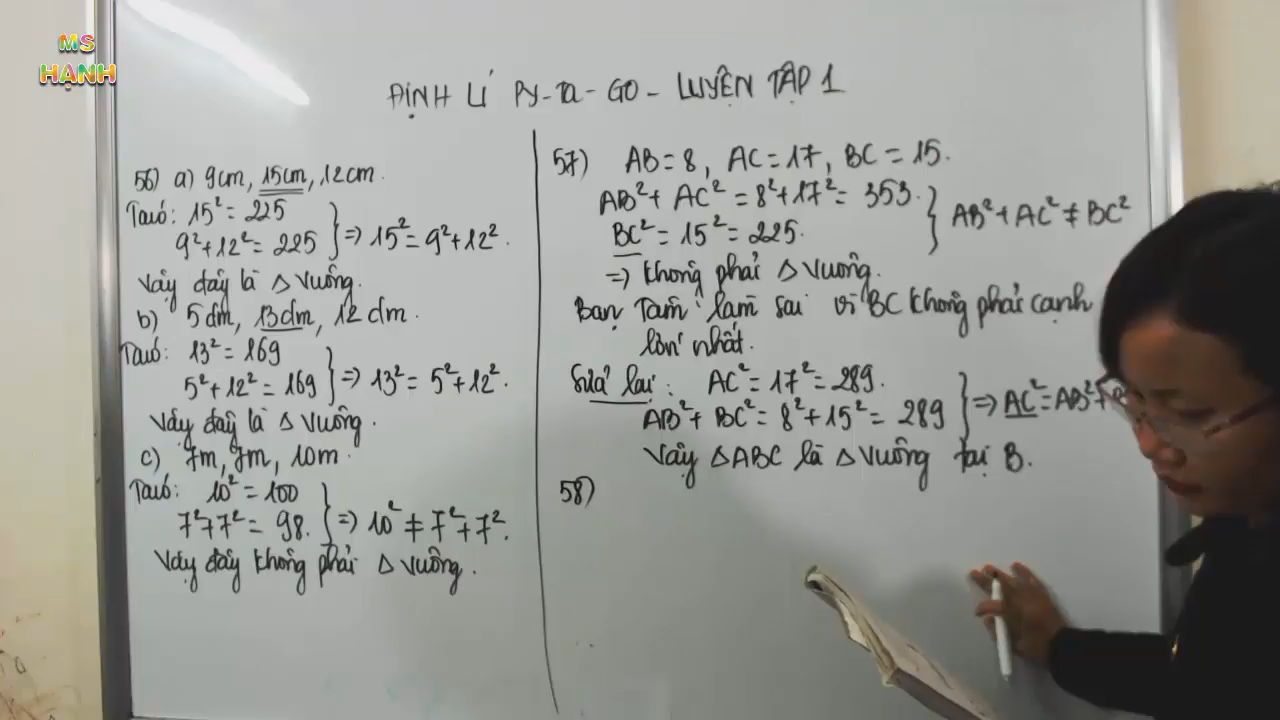 MS
HẠNH
ĐỊNH LÍ PY-TA-GO - LUYỆN TẬP 1
56) a) 9cm, 15cm, 12cm.
Ta có: 15² = 225
9² + 12² = 225 } => 15² = 9² + 12².
Vậy đây là Δ vuông.
b) 5dm, 13dm, 12dm.
Ta có: 13² = 169
5² + 12² = 169 } => 13² = 5² + 12².
Vậy đây là Δ vuông.
c) 7m, 7m, 10m.
Ta có: 10² = 100
7² + 7² = 98. } => 10² ≠ 7² + 7².
Vậy đây không phải Δ vuông.
57) AB = 8, AC = 17, BC = 15.
AB² + AC² = 8² + 17² = 353. } AB² + AC² ≠ BC²
BC² = 15² = 225.
=> không phải Δ vuông.
Bạn Tâm làm sai vì BC không phải cạnh
lớn nhất.
Sửa lại: AC² = 17² = 289.
AB² + BC² = 8² + 15² = 289 } => AC² = AB² +
Vậy ΔABC là Δ vuông tại B.
58)